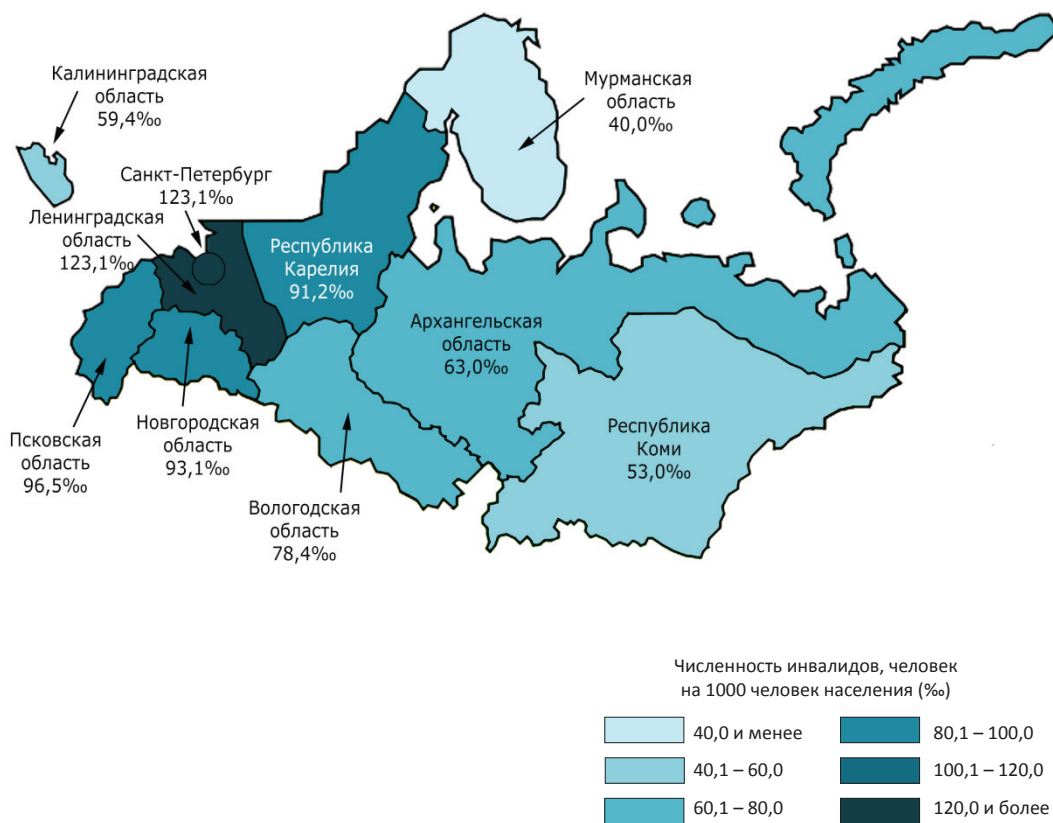 Калининградская
область
59,4‰
Мурманская
область
40,0‰
Санкт-Петербург
123,1‰
Ленинградская
область
123,1‰
Республика
Карелия
91,2‰
Архангельская
область
63,0‰
Псковская
область
96,5‰
Новгородская
область
93,1‰
Республика
Коми
53,0‰
Вологодская
область
78,4‰
Численность инвалидов, человек
на 1000 человек населения (‰)
40,0 и менее
40,1 – 60,0
60,1 – 80,0
80,1 – 100,0
100,1 – 120,0
120,0 и более